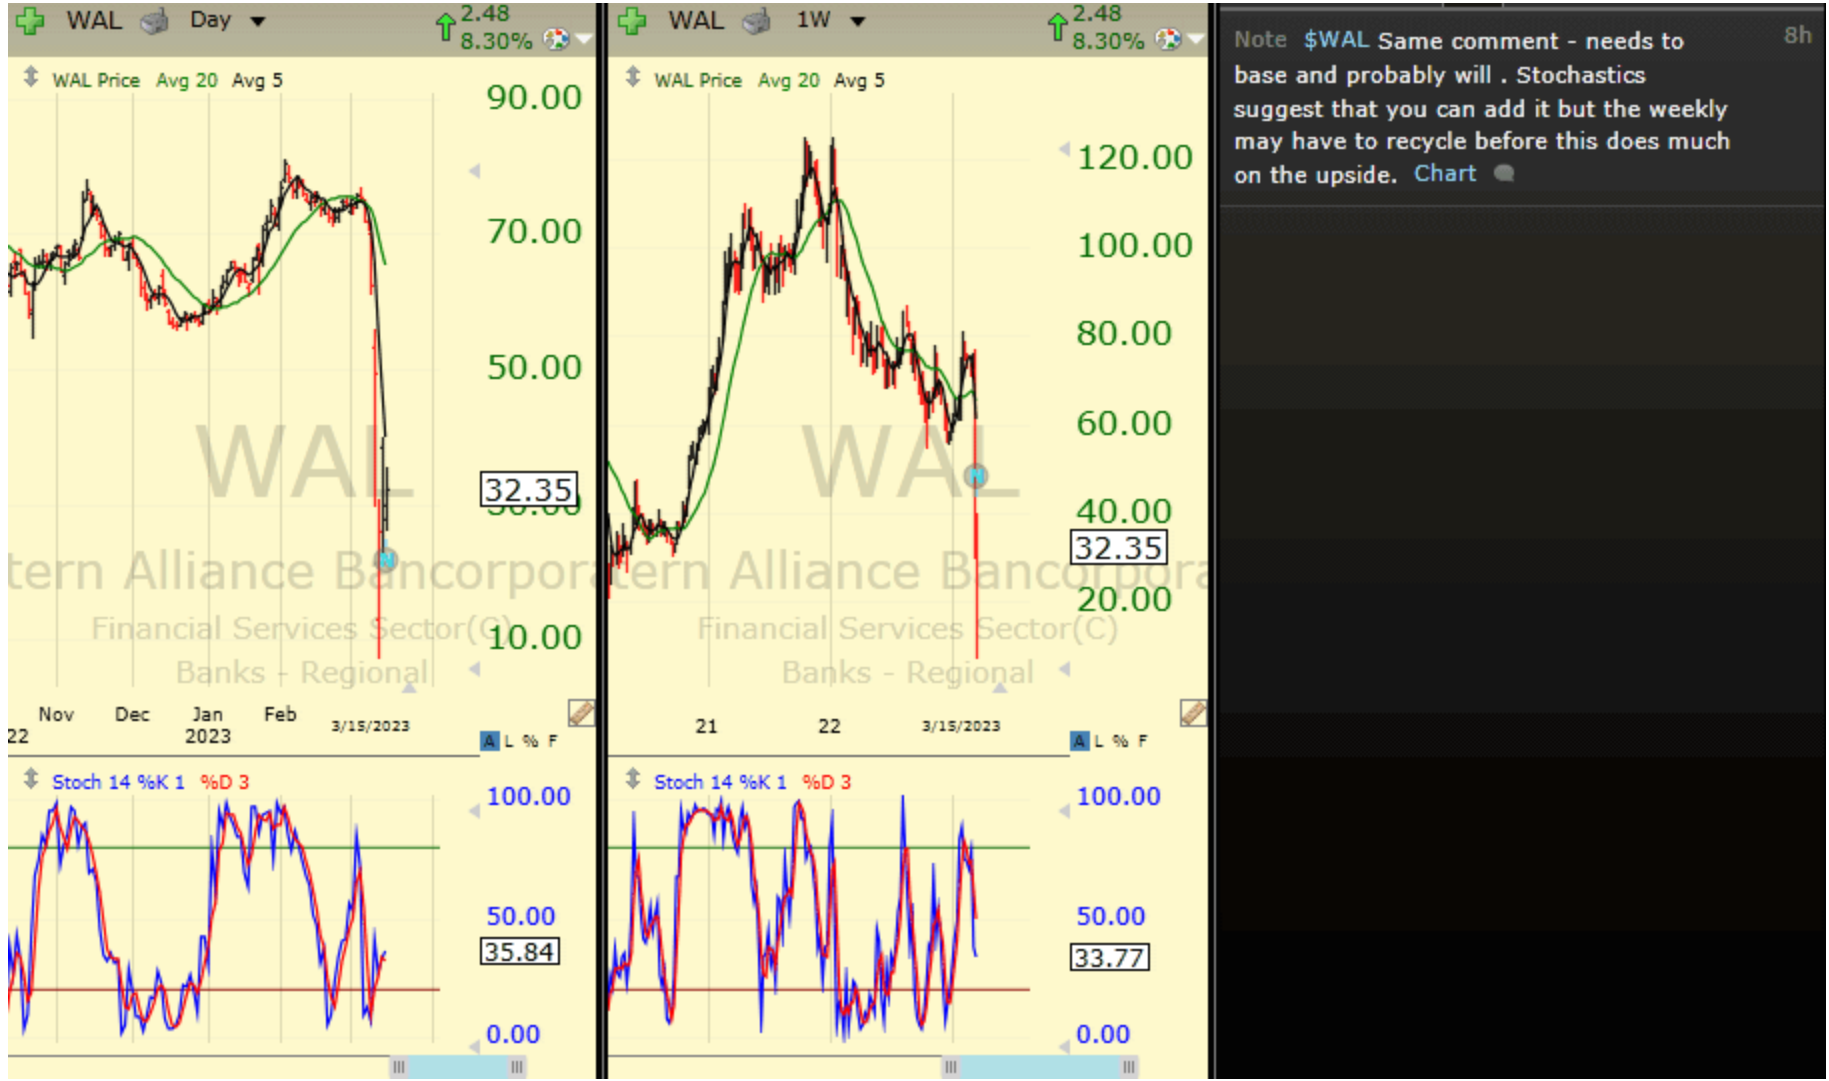 WAL Day 2.48
8.30%
WAL Price Avg 20 Avg 5
90.00
70.00
50.00
32.35
30.00
10.00
WAL
tern Alliance Bancorpora
Financial Services Sector(C)
Banks - Regional
Nov Dec Jan Feb 3/15/2023
22 2023
A L % F
Stoch 14 %K 1 %D 3
100.00
50.00
35.84
0.00
WAL 1W 2.48
8.30%
WAL Price Avg 20 Avg 5
120.00
100.00
80.00
60.00
40.00
32.35
20.00
WAL
tern Alliance Bancorpora
Financial Services Sector(C)
Banks - Regional
21 22 3/15/2023
A L % F
Stoch 14 %K 1 %D 3
100.00
50.00
33.77
0.00
Note $WAL Same comment - needs to 8h
base and probably will . Stochastics
suggest that you can add it but the weekly
may have to recycle before this does much
on the upside. Chart